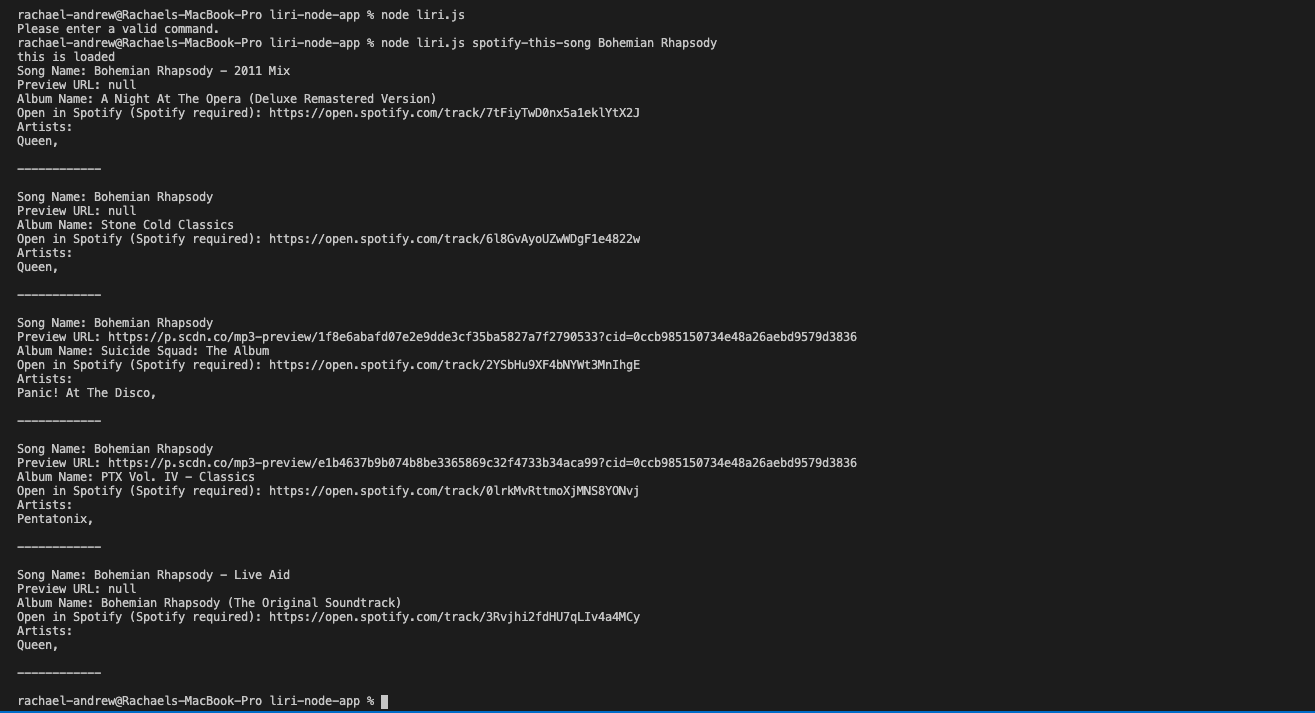 rachael-andrew@Rachaels-MacBook-Pro liri-node-app % node liri.js
Please enter a valid command.
rachael-andrew@Rachaels-MacBook-Pro liri-node-app % node liri.js spotify-this-song Bohemian Rhapsody
this is loaded
Song Name: Bohemian Rhapsody - 2011 Mix
Preview URL: null
Album Name: A Night At The Opera (Deluxe Remastered Version)
Open in Spotify (Spotify required): https://open.spotify.com/track/7tFiyTwD0nx5a1eklYtX2J
Artists:
Queen,
____________
Song Name: Bohemian Rhapsody
Preview URL: null
Album Name: Stone Cold Classics
Open in Spotify (Spotify required): https://open.spotify.com/track/6l8GvAyoUZwWDgF1e4822w
Artists:
Queen,
____________
Song Name: Bohemian Rhapsody
Preview URL: https://p.scdn.co/mp3-preview/1f8e6abafd07e2e9dde3cf35ba5827a7f2790533?cid=0ccb985150734e48a26aebd9579d3836
Album Name: Suicide Squad: The Album
Open in Spotify (Spotify required): https://open.spotify.com/track/2YSbHu9XF4bNYWt3MnIhgE
Artists:
Panic! At The Disco,
____________
Song Name: Bohemian Rhapsody
Preview URL: https://p.scdn.co/mp3-preview/e1b4637b9b074b8be3365869c32f4733b34aca99?cid=0ccb985150734e48a26aebd9579d3836
Album Name: PTX Vol. IV - Classics
Open in Spotify (Spotify required): https://open.spotify.com/track/0lrkMvRttmoXjMNS8YONvj
Artists:
Pentatonix,
____________
Song Name: Bohemian Rhapsody - Live Aid
Preview URL: null
Album Name: Bohemian Rhapsody (The Original Soundtrack)
Open in Spotify (Spotify required): https://open.spotify.com/track/3Rvjhi2fdHU7qLIv4a4MCy
Artists:
Queen,
____________
rachael-andrew@Rachaels-MacBook-Pro liri-node-app %